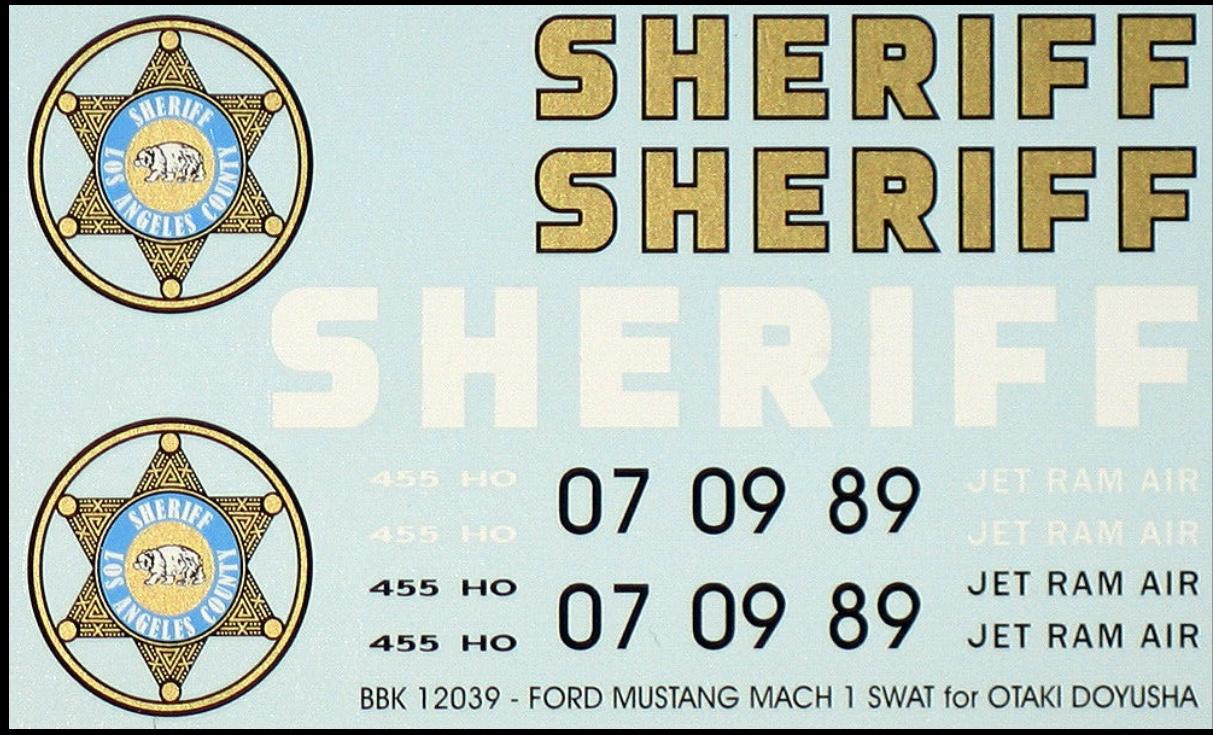 SHERIFF
LOS ANGELES COUNTY
SHERIFF
SHERIFF
SHERIFF
455 HO 07 09 89 JET RAM AIR
455 HO JET RAM AIR
SHERIFF
LOS ANGELES COUNTY
455 HO 07 09 89 JET RAM AIR
455 HO JET RAM AIR
BBK 12039 - FORD MUSTANG MACH 1 SWAT for OTAKI DOYUSHA